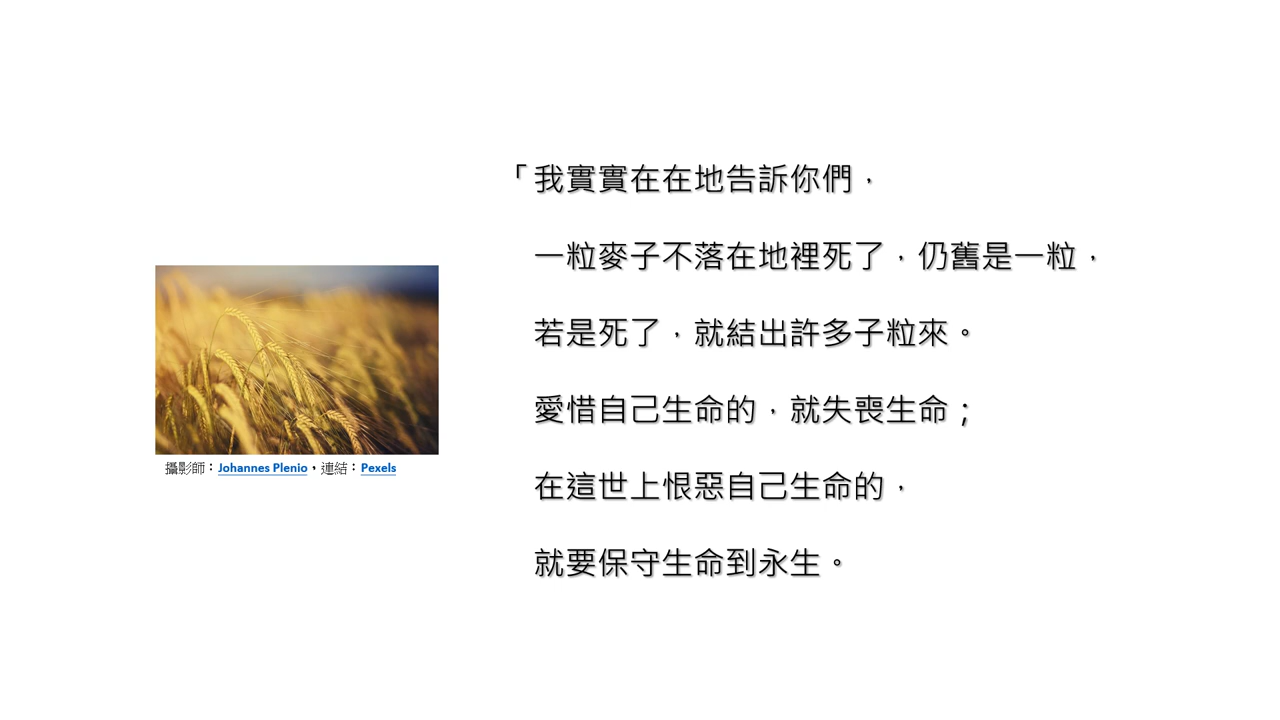 「我實實在在地告訴你們，
一粒麥子不落在地裡死了，仍舊是一粒，
若是死了，就結出許多子粒來。
愛惜自己生命的，就失喪生命；
在這世上恨惡自己生命的，
就要保守生命到永生。
攝影師：Johannes Plenio，連結：Pexels